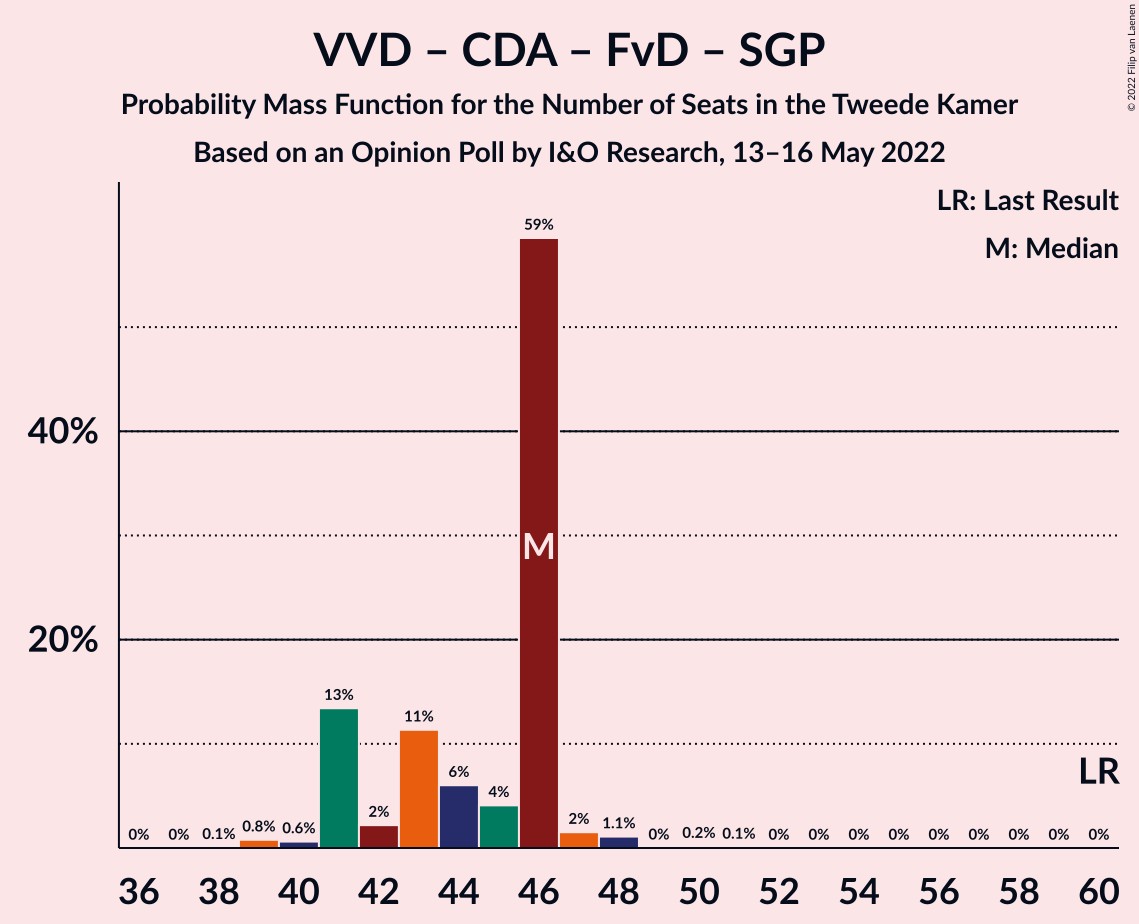 VVD – CDA – FvD – SGP
Probability Mass Function for the Number of Seats in the Tweede Kamer
Based on an Opinion Poll by I&O Research, 13–16 May 2022
© 2022 Filip van Laenen
LR: Last Result
M: Median
59%
40%
M
20%
13%
11%
LR
6%
4%
2%
0% 0% 0.1% 0.8% 0.6% 2% 1.1% 0% 0.2% 0.1% 0% 0% 0% 0% 0% 0% 0% 0% 0%
36 38 40 42 44 46 48 50 52 54 56 58 60